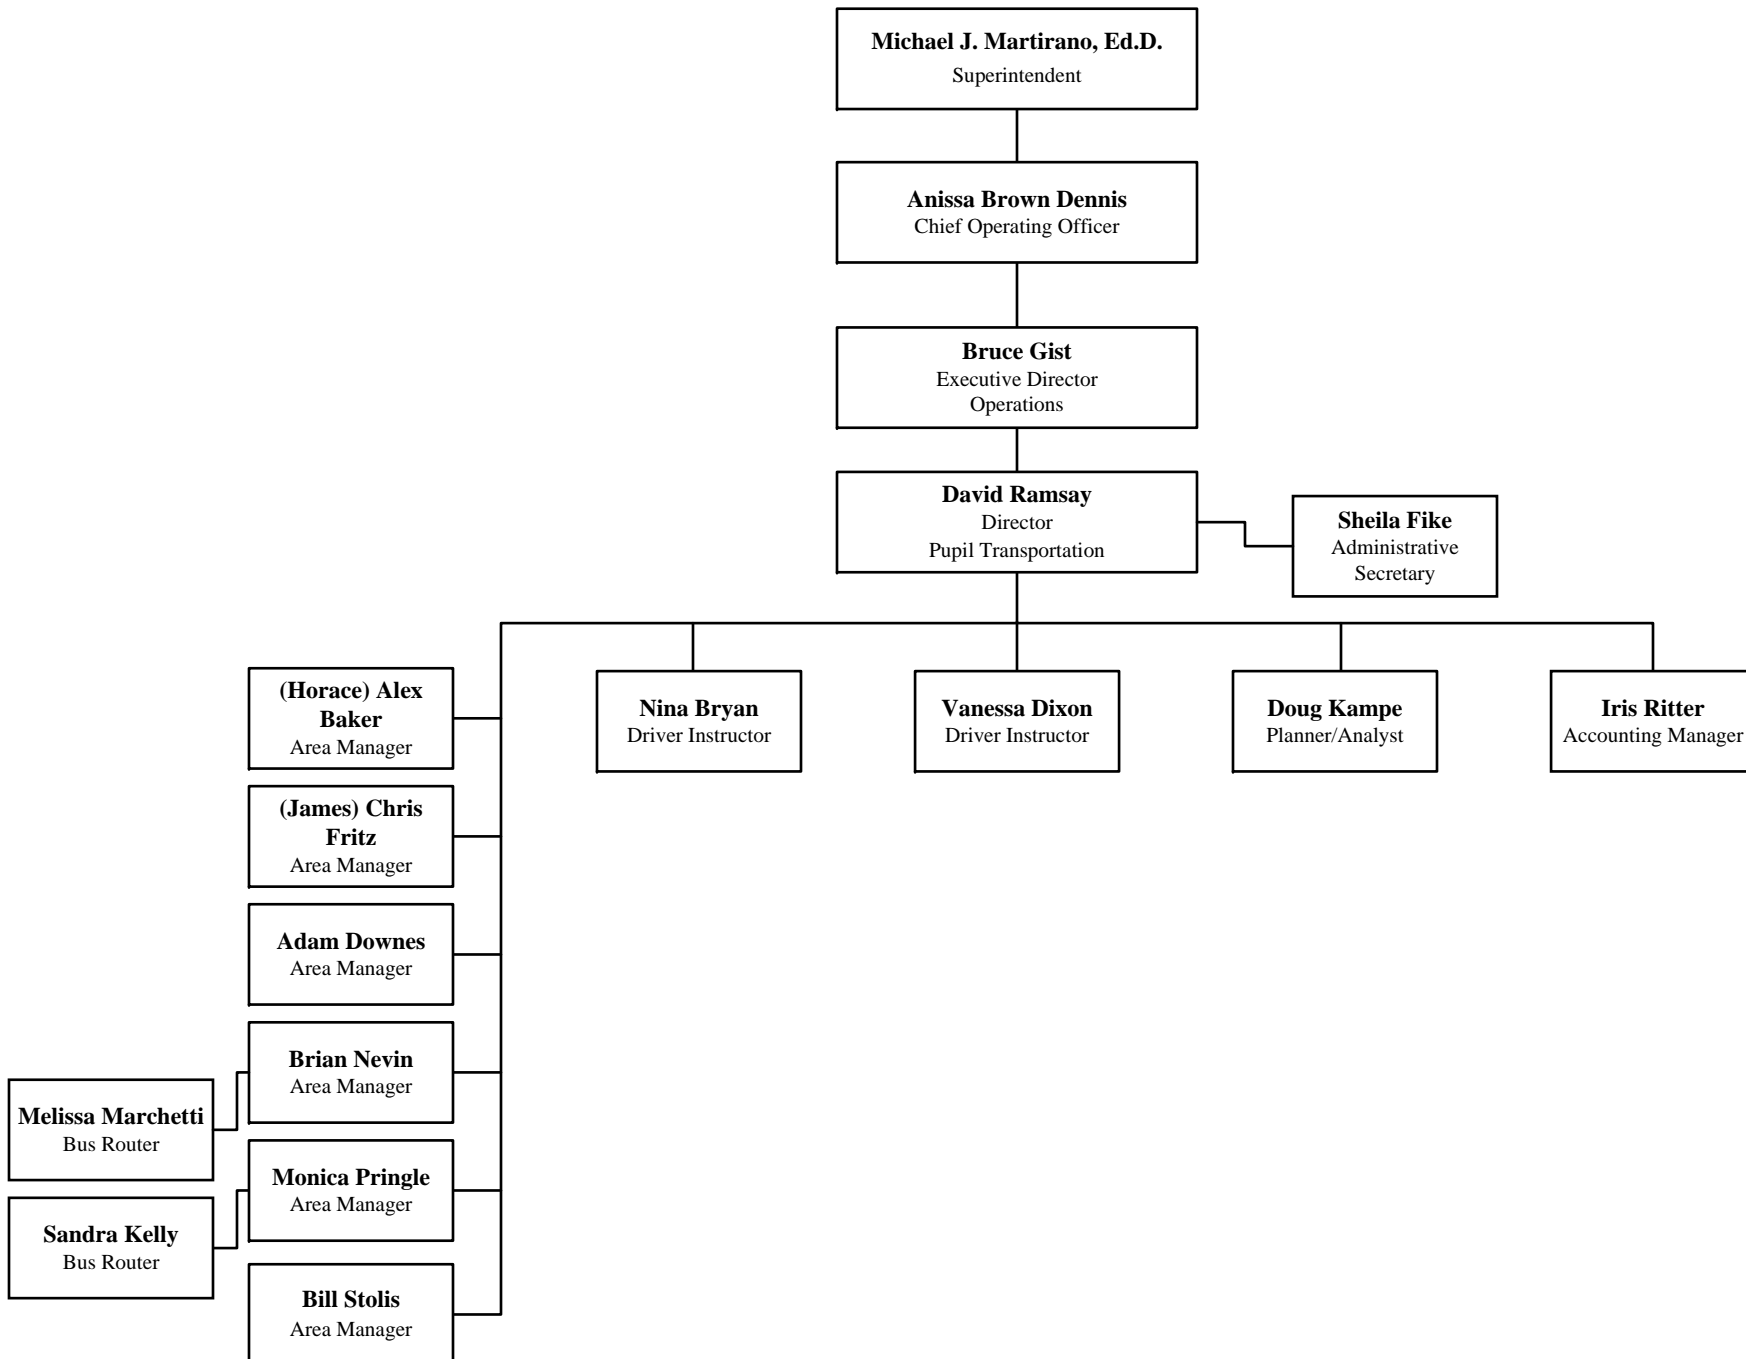 Michael J. Martirano, Ed.D.
Superintendent
Anissa Brown Dennis
Chief Operating Officer
Bruce Gist
Executive Director
Operations
David Ramsay
Director
Pupil Transportation
Sheila Fike
Administrative
Secretary
(Horace) Alex
Baker
Area Manager
Nina Bryan
Driver Instructor
Vanessa Dixon
Driver Instructor
Doug Kampe
Planner/Analyst
Iris Ritter
Accounting Manager
(James) Chris
Fritz
Area Manager
Adam Downes
Area Manager
Brian Nevin
Area Manager
Melissa Marchetti
Bus Router
Monica Pringle
Area Manager
Sandra Kelly
Bus Router
Bill Stolis
Area Manager